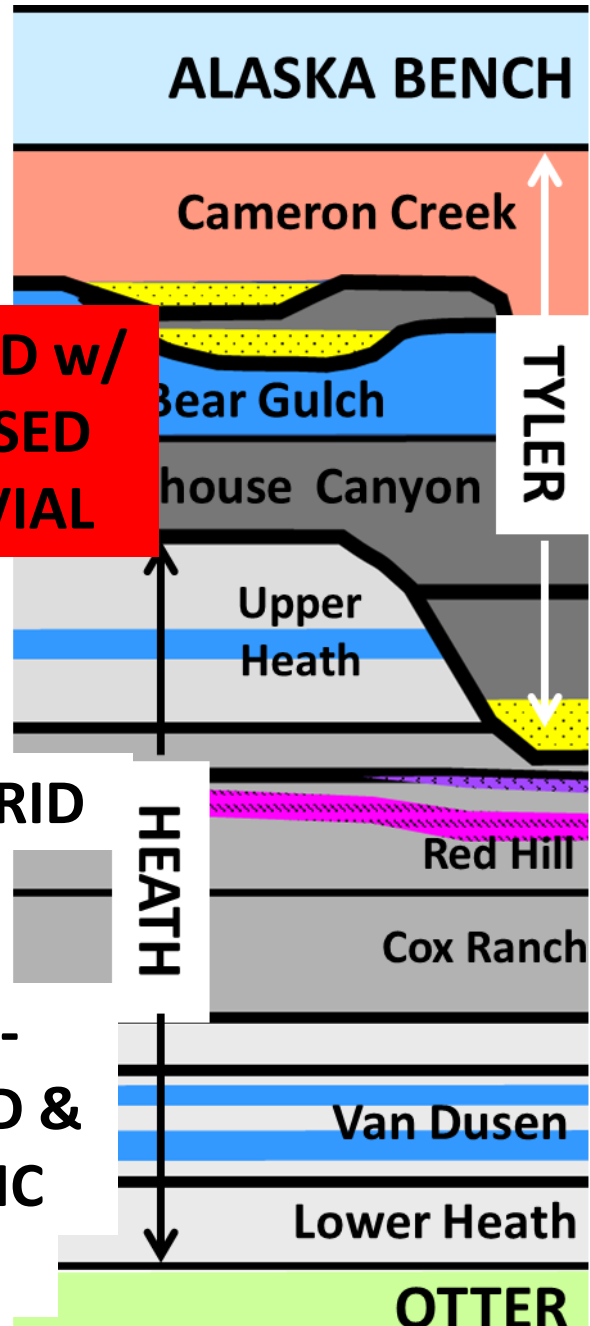 ALASKA BENCH
Cameron Creek
D w/
SED
VIAL
Bear Gulch
house Canyon
TYLER
Upper
Heath
RID
HEATH
Red Hill
Cox Ranch
-
D &
IC
Van Dusen
Lower Heath
OTTER